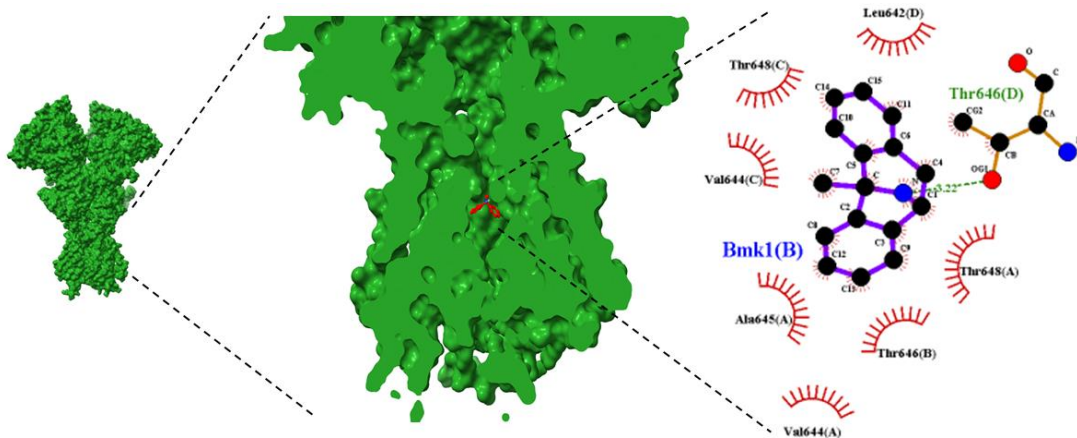 Leu642(D)
Thr648(C)
Thr646(D)
Val644(C)
Bmk1(B)
Thr648(A)
Ala645(A)
Thr646(B)
Val644(A)
C14
C15
C11
C10
C6
C5
C4
C7
C
N
3.22
C1
C2
C3
C8
C9
C12
C13
O
C
CG2
CA
CB
OG1